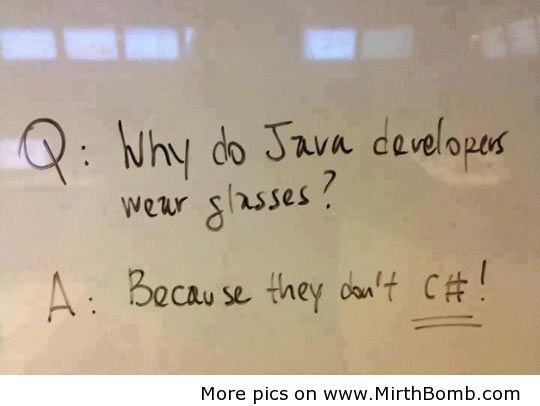 Q: Why do Java developers
wear glasses?
A: Because they don't C#!
More pics on www.MirthBomb.com